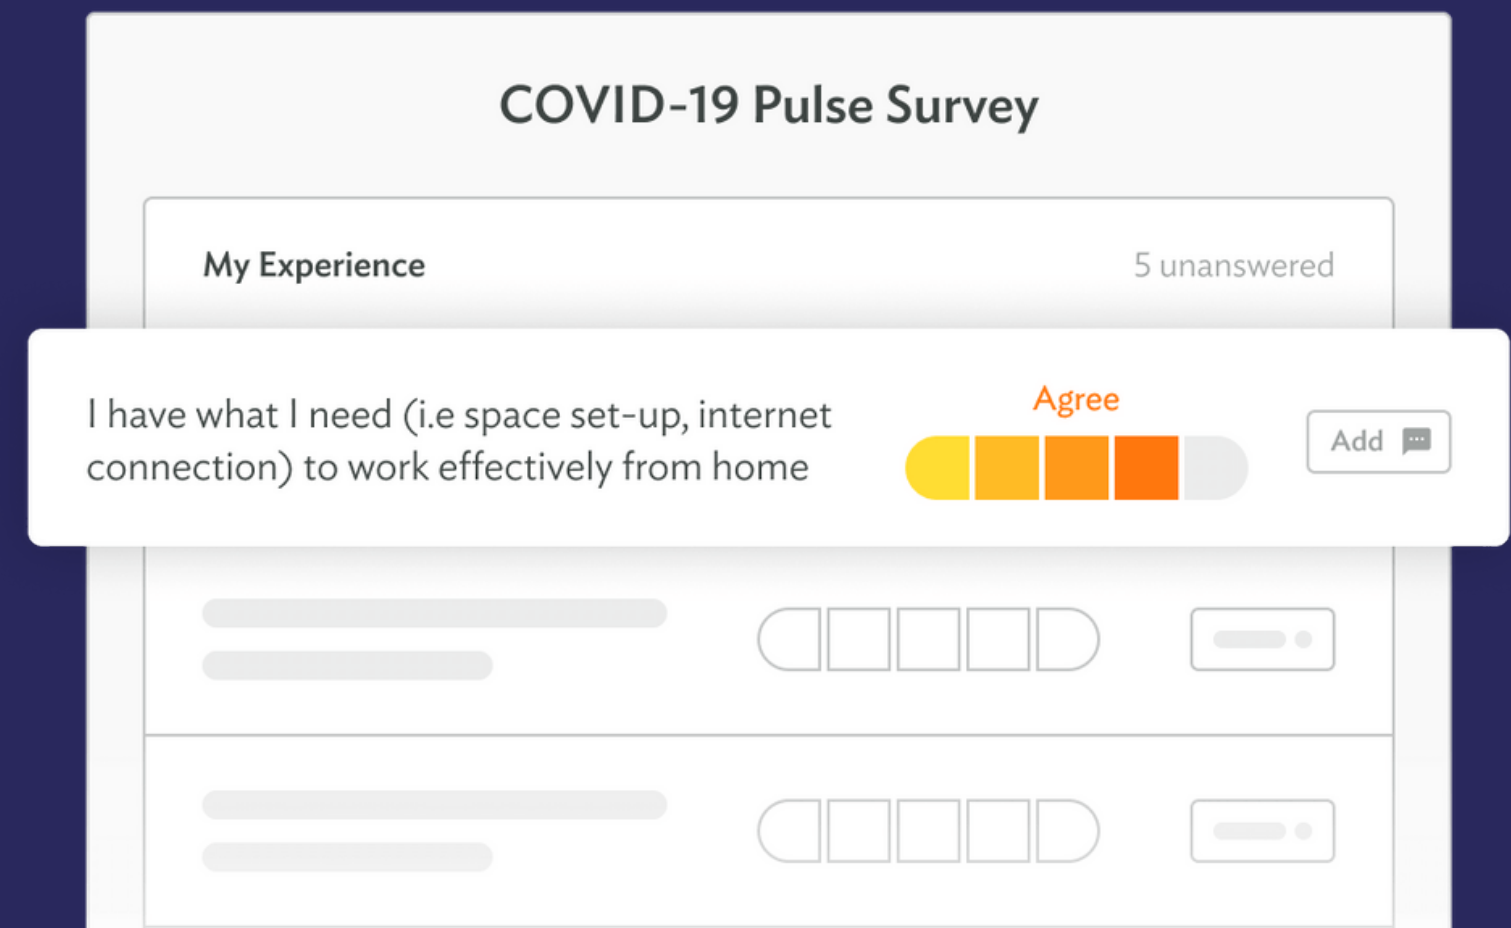 COVID-19 Pulse Survey
My Experience
5 unanswered
I have what I need (i.e space set-up, internet
connection) to work effectively from home
Agree
Add